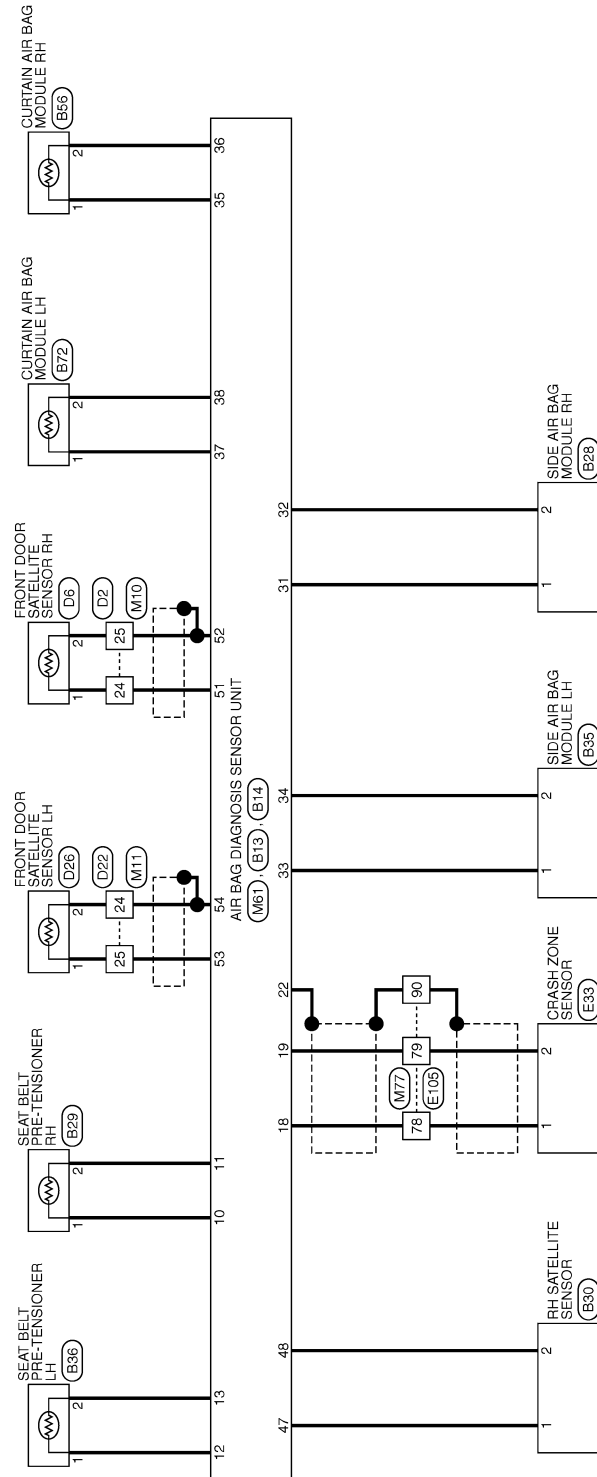 SEAT BELT
PRE-TENSIONER
LH
B36
1
2
12
13
SEAT BELT
PRE-TENSIONER
RH
B29
1
2
10
11
FRONT DOOR
SATELLITE
SENSOR LH
D26
1
2
25
24
D22
M11
53
54
FRONT DOOR
SATELLITE
SENSOR RH
D6
1
2
24
25
D2
M10
51
52
CURTAIN AIR BAG
MODULE LH
B72
1
2
37
38
CURTAIN AIR BAG
MODULE RH
B56
1
2
35
36
AIR BAG DIAGNOSIS SENSOR UNIT
M61 , B13 , B14
47
48
1
2
RH SATELLITE
SENSOR
B30
18
19
22
M77
E105
78
79
90
1
2
CRASH ZONE
SENSOR
E33
33
34
1
2
SIDE AIR BAG
MODULE LH
B35
31
32
1
2
SIDE AIR BAG
MODULE RH
B28